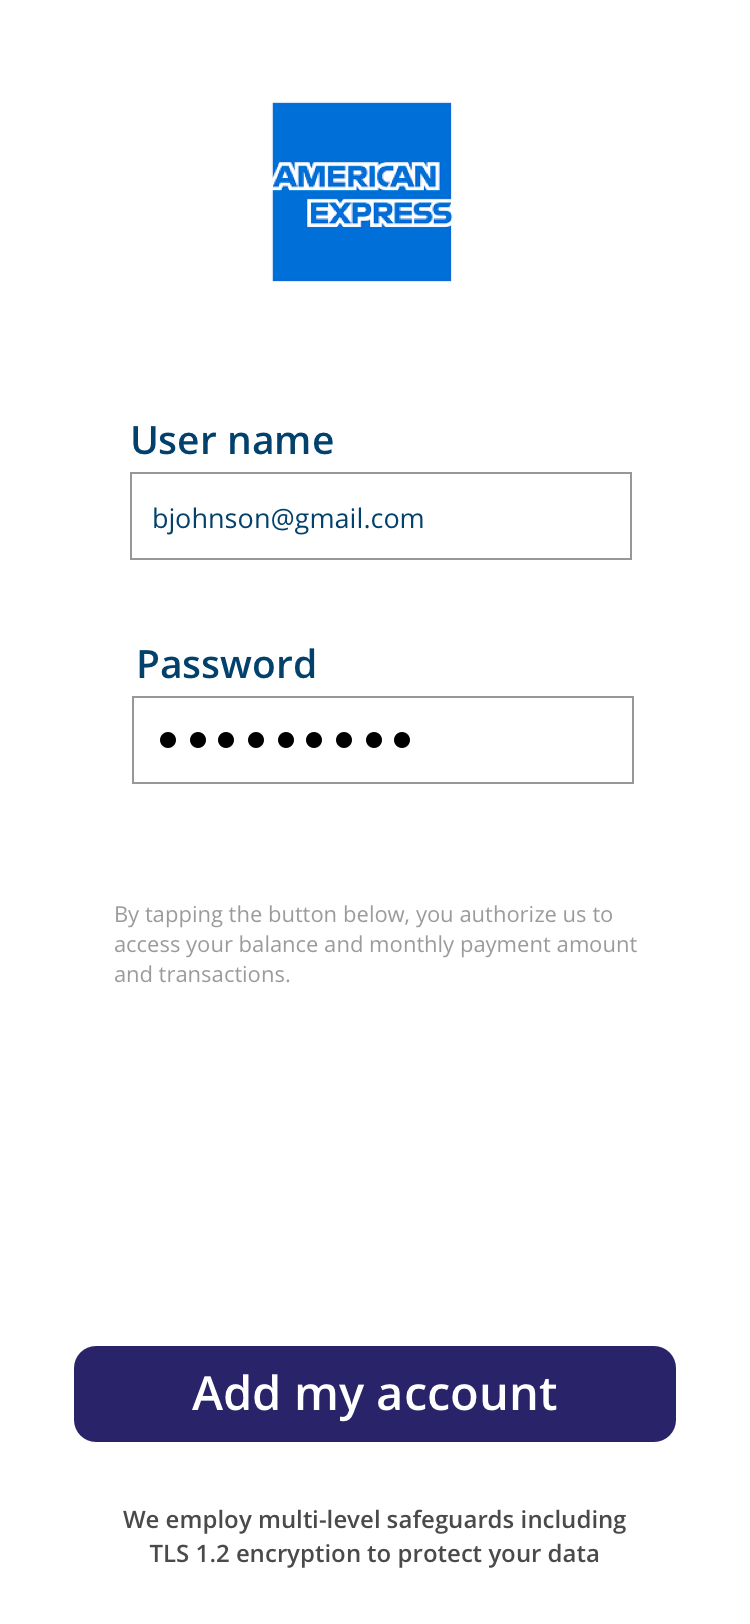 AMERICAN
EXPRESS
User name
bjohnson@gmail.com
Password
●●●●●●●●●
By tapping the button below, you authorize us to
access your balance and monthly payment amount
and transactions.
Add my account
We employ multi-level safeguards including
TLS 1.2 encryption to protect your data